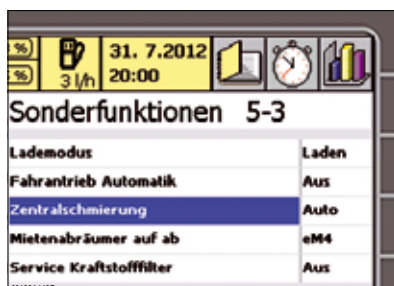 %)
%)
3 l/h
31. 7.2012
20:00
Sonderfunktionen 5-3
Lademodus Laden
Fahrantrieb Automatik Aus
Zentralschmierung Auto
Mietenabräumer auf ab eM4
Service Kraftstofffilter Aus